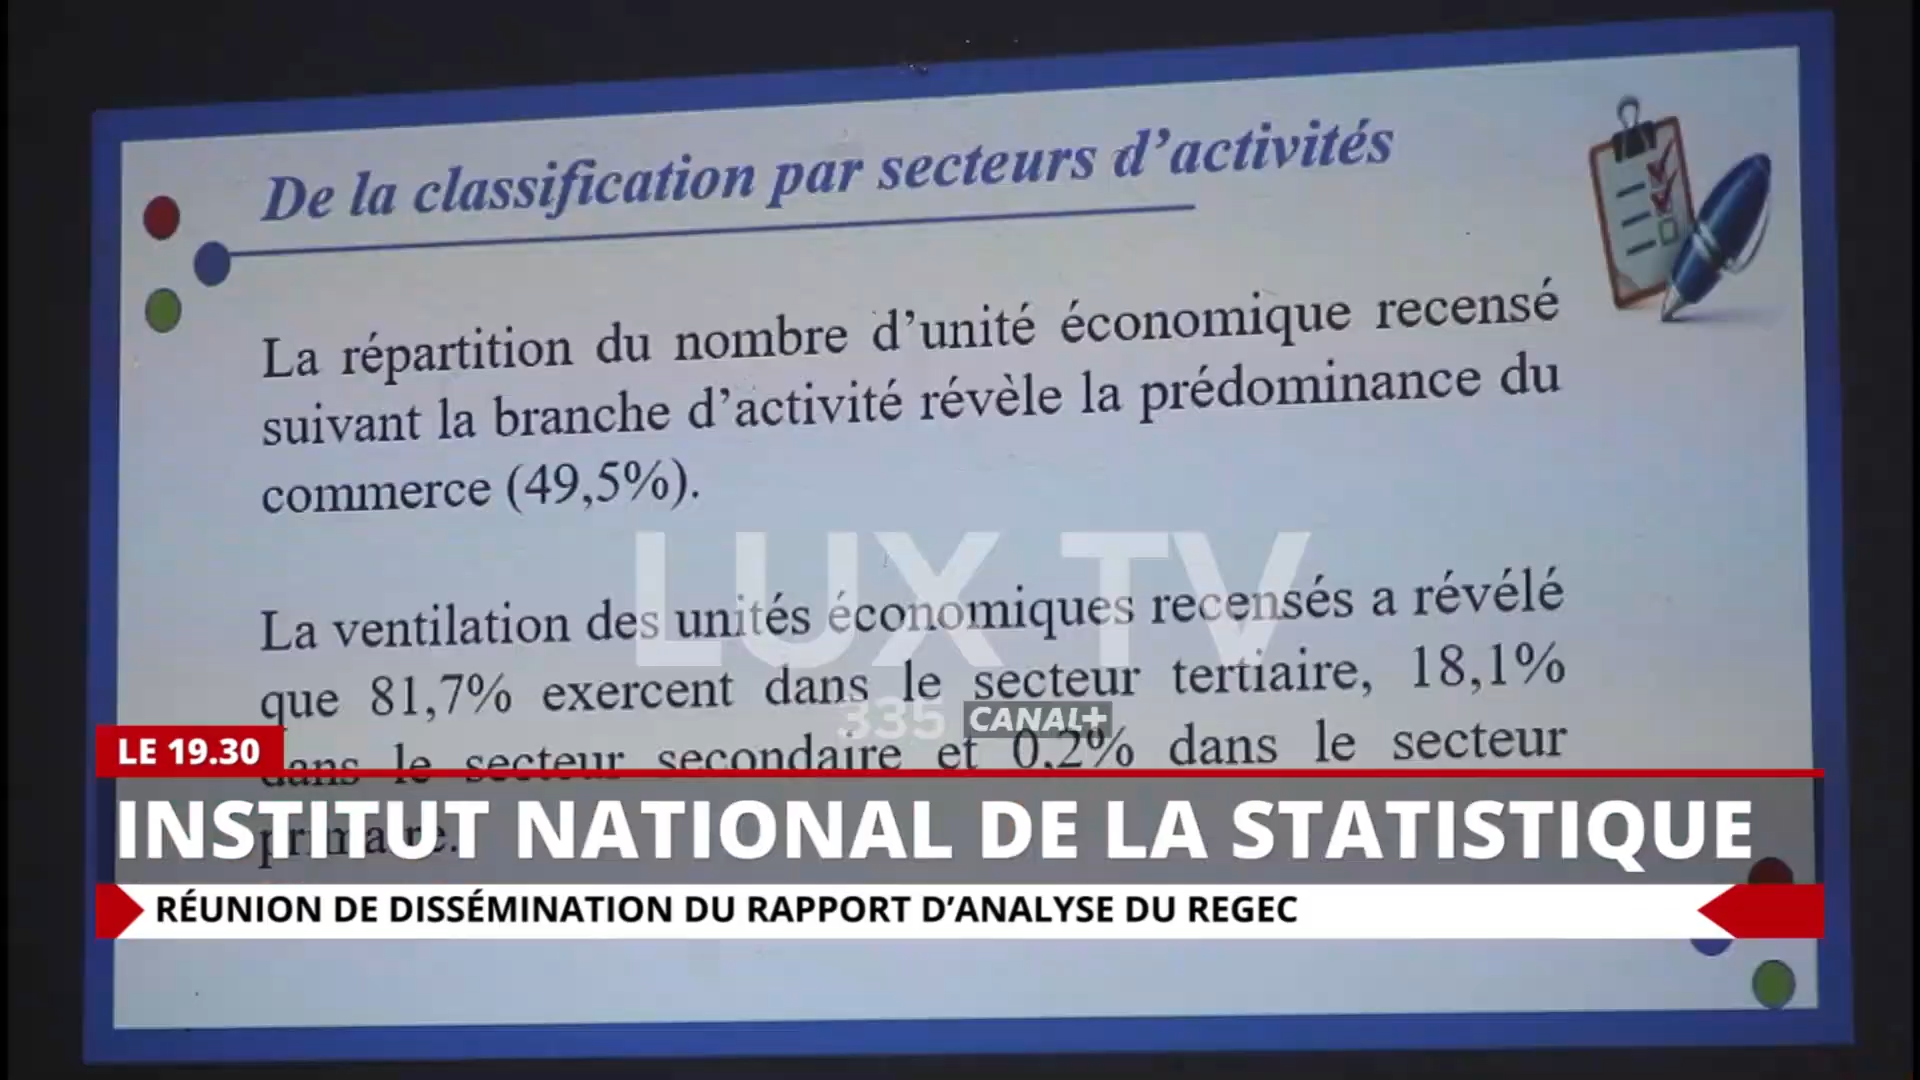 De la classification par secteurs d'activités
La répartition du nombre d'unité économique recensé
suivant la branche d'activité révèle la prédominance du
commerce (49,5%).
LUX TV
La ventilation des unités économiques recensés a révélé
que 81,7% exercent dans le secteur tertiaire, 18,1%
335 CANAL+
dans le secteur secondaire et 0,2% dans le secteur
primaire.
LE 19.30
INSTITUT NATIONAL DE LA STATISTIQUE
RÉUNION DE DISSÉMINATION DU RAPPORT D'ANALYSE DU REGEC